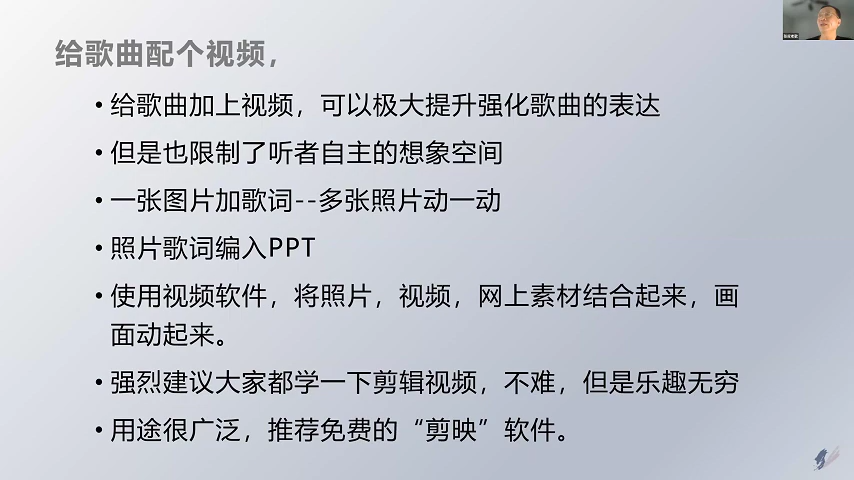 给歌曲配个视频，
• 给歌曲加上视频，可以极大提升强化歌曲的表达
• 但是也限制了听者自主的想象空间
• 一张图片加歌词--多张照片动一动
• 照片歌词编入PPT
• 使用视频软件，将照片，视频，网上素材结合起来，画
面动起来。
• 强烈建议大家都学一下剪辑视频，不难，但是乐趣无穷
• 用途很广泛，推荐免费的“剪映”软件。